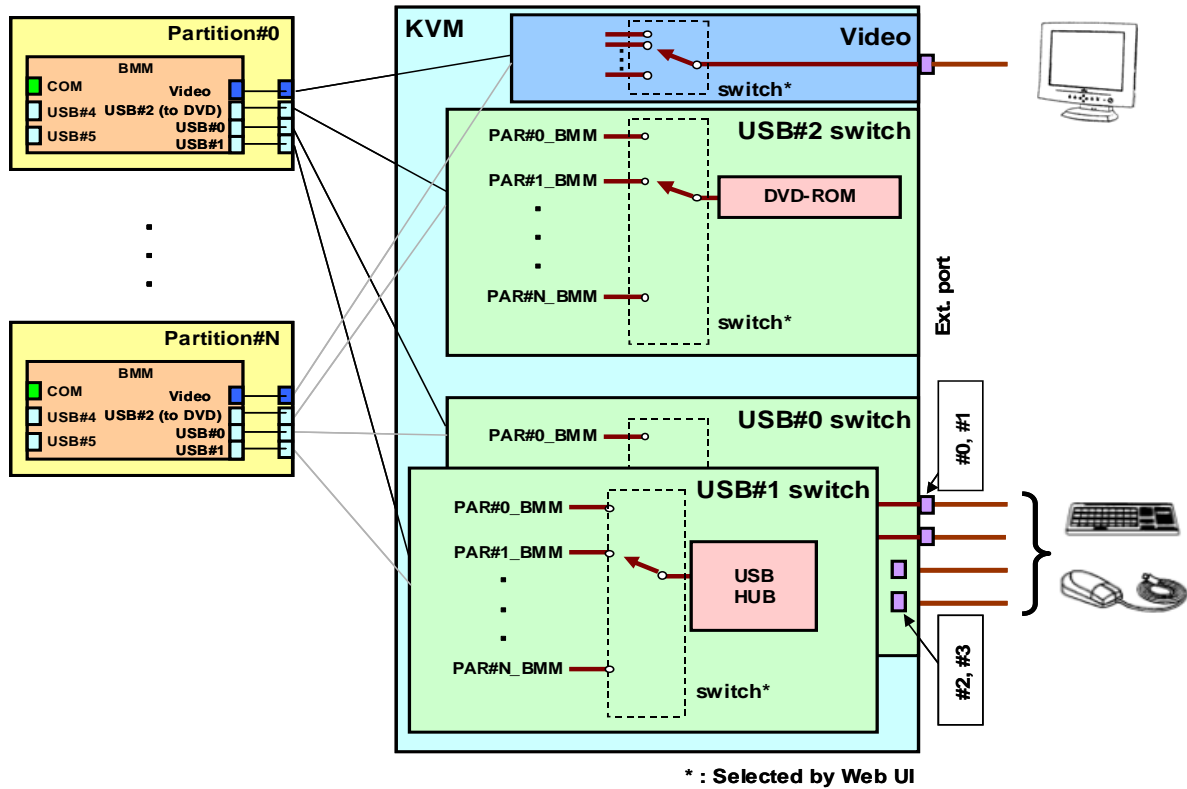 Partition#0
BMM
COM
Video
USB#4
USB#2 (to DVD)
USB#0
USB#5
USB#1
Partition#N
BMM
COM
Video
USB#4
USB#2 (to DVD)
USB#0
USB#5
USB#1
KVM
Video
switch*
USB#2 switch
PAR#0_BMM
PAR#1_BMM
DVD-ROM
PAR#N_BMM
switch*
Ext. port
USB#0 switch
PAR#0_BMM
USB#1 switch
PAR#0_BMM
PAR#1_BMM
USB
HUB
PAR#N_BMM
switch*
#0, #1
#2, #3
* : Selected by Web UI